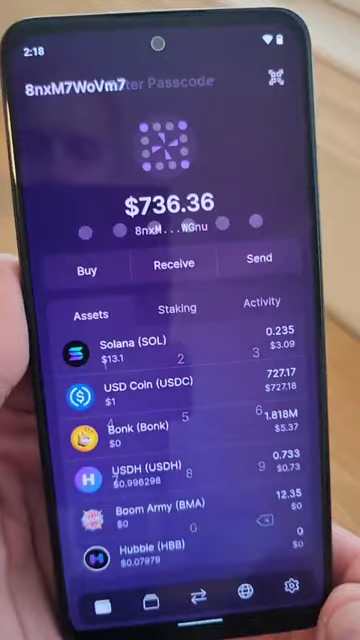 2:18
8nxM7WoVm7
Enter Passcode
$736.36
8nxM...WGnu
Buy
Receive
Send
Assets
Staking
Activity
Solana (SOL)
0.235
$13.1
$3.09
1
2
3
USD Coin (USDC)
727.17
$1
$727.18
4
5
6
Bonk (Bonk)
1.818M
$0
$5.37
USDH (USDH)
0.733
$0.996298
$0.73
8
9
Boom Army (BMA)
12.35
$0
$0
0
Hubble (HBB)
0
$0.07979
$0